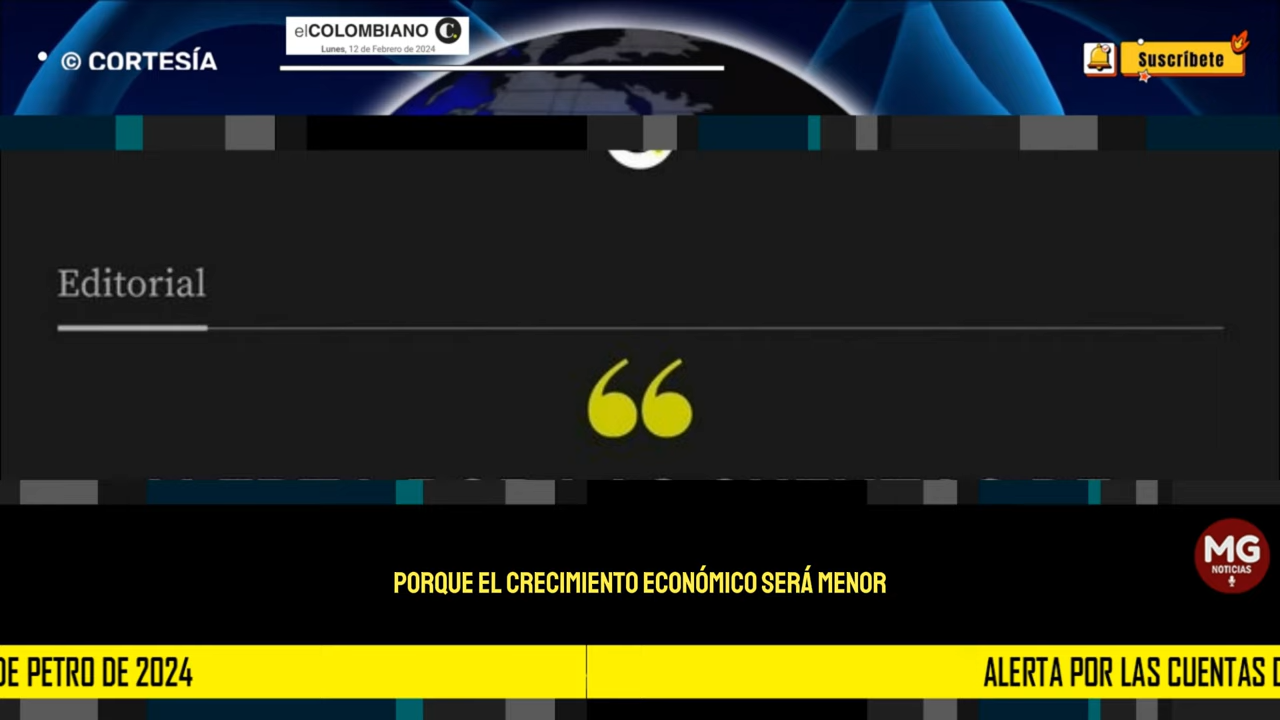 elCOLOMBIANO
Lunes, 12 de Febrero de 2024
© CORTESÍA
Suscríbete
Editorial
PORQUE EL CRECIMIENTO ECONÓMICO SERÁ MENOR
MG
NOTICIAS
DE PETRO DE 2024
ALERTA POR LAS CUENTAS